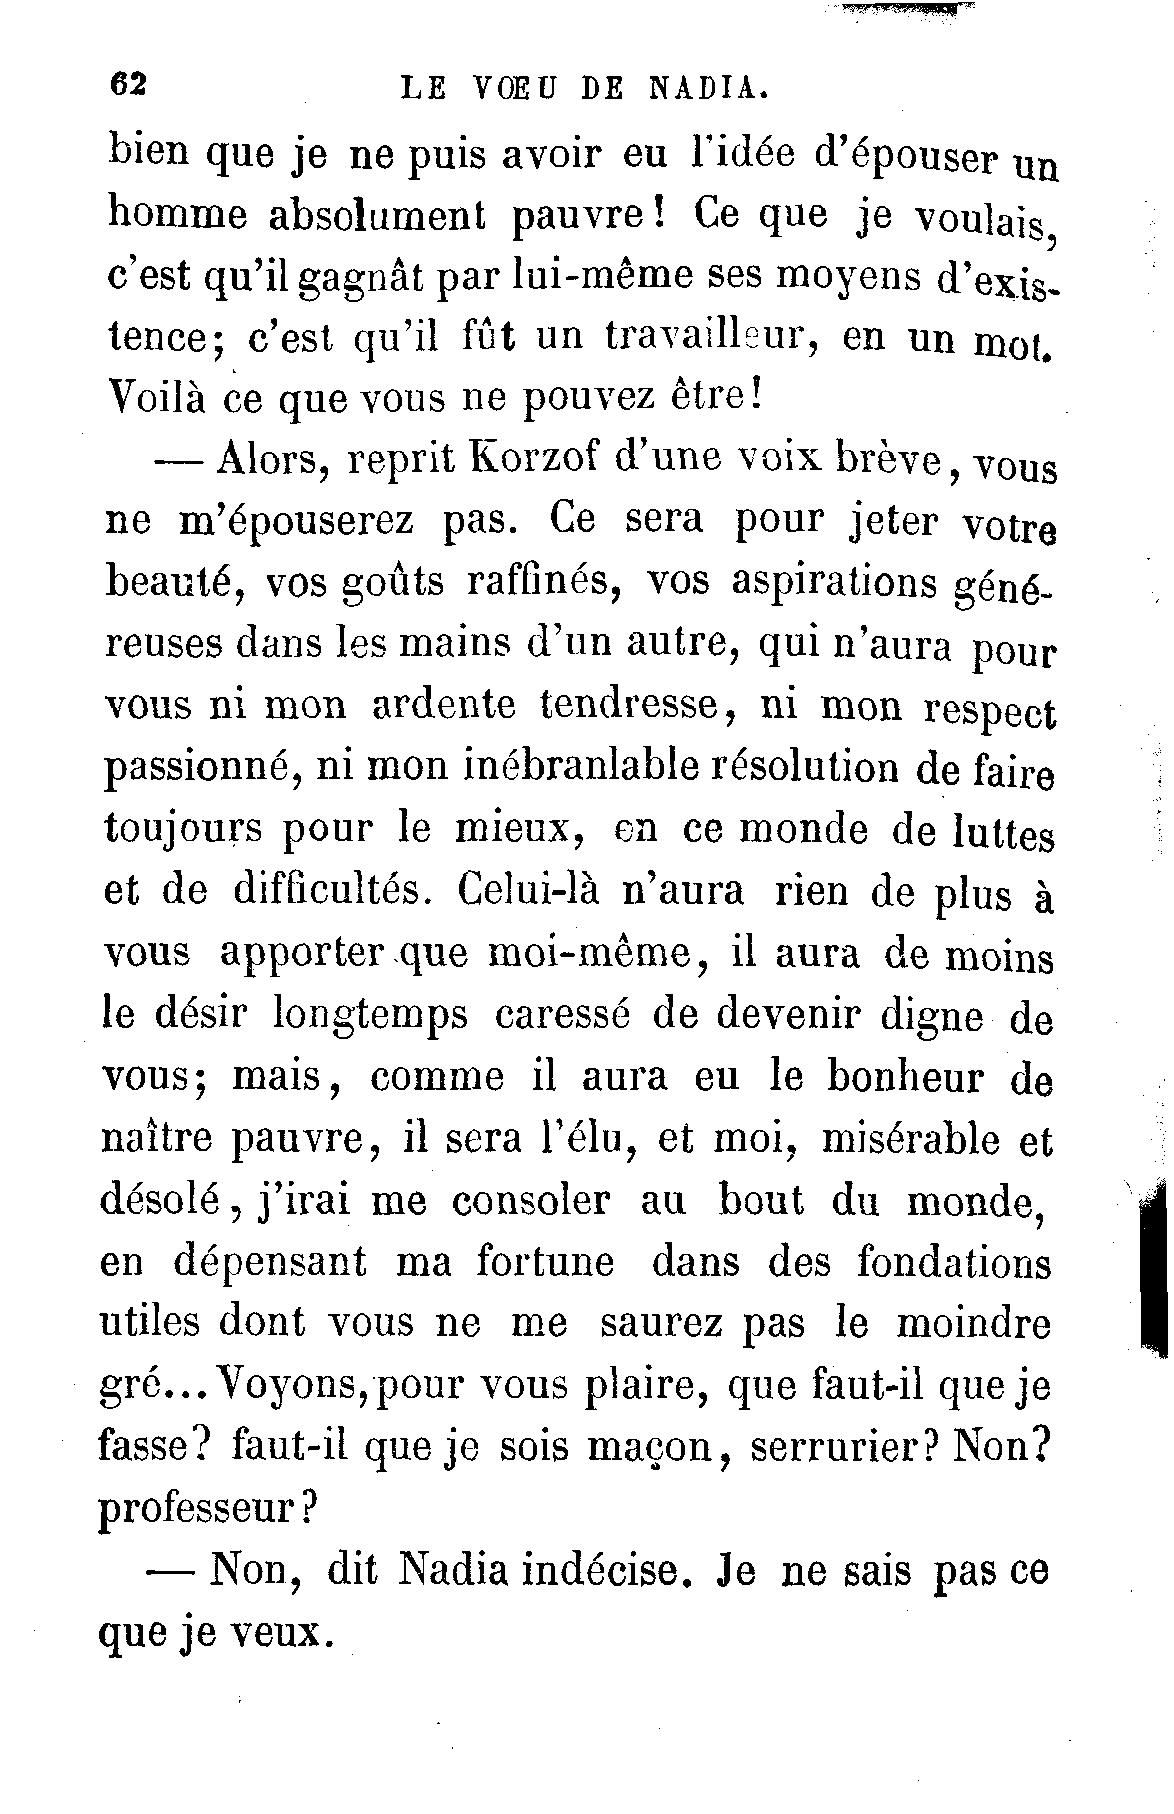 62 LE VŒU DE NADIA.
bien que je ne puis avoir eu l'idée d'épouser un
homme absolument pauvre! Ce que je voulais,
c'est qu'il gagnât par lui-même ses moyens d'exis-
tence; c'est qu'il fût un travailleur, en un mot.
Voilà ce que vous ne pouvez être!
— Alors, reprit Korzof d'une voix brève, vous
ne m'épouserez pas. Ce sera pour jeter votre
beauté, vos goûts raffinés, vos aspirations géné-
reuses dans les mains d'un autre, qui n'aura pour
vous ni mon ardente tendresse, ni mon respect
passionné, ni mon inébranlable résolution de faire
toujours pour le mieux, en ce monde de luttes
et de difficultés. Celui-là n'aura rien de plus à
vous apporter que moi-même, il aura de moins
le désir longtemps caressé de devenir digne de
vous; mais, comme il aura eu le bonheur de
naître pauvre, il sera l'élu, et moi, misérable et
désolé, j'irai me consoler au bout du monde,
en dépensant ma fortune dans des fondations
utiles dont vous ne me saurez pas le moindre
gré... Voyons, pour vous plaire, que faut-il que je
fasse? faut-il que je sois maçon, serrurier? Non?
professeur?
— Non, dit Nadia indécise. Je ne sais pas ce
que je veux.